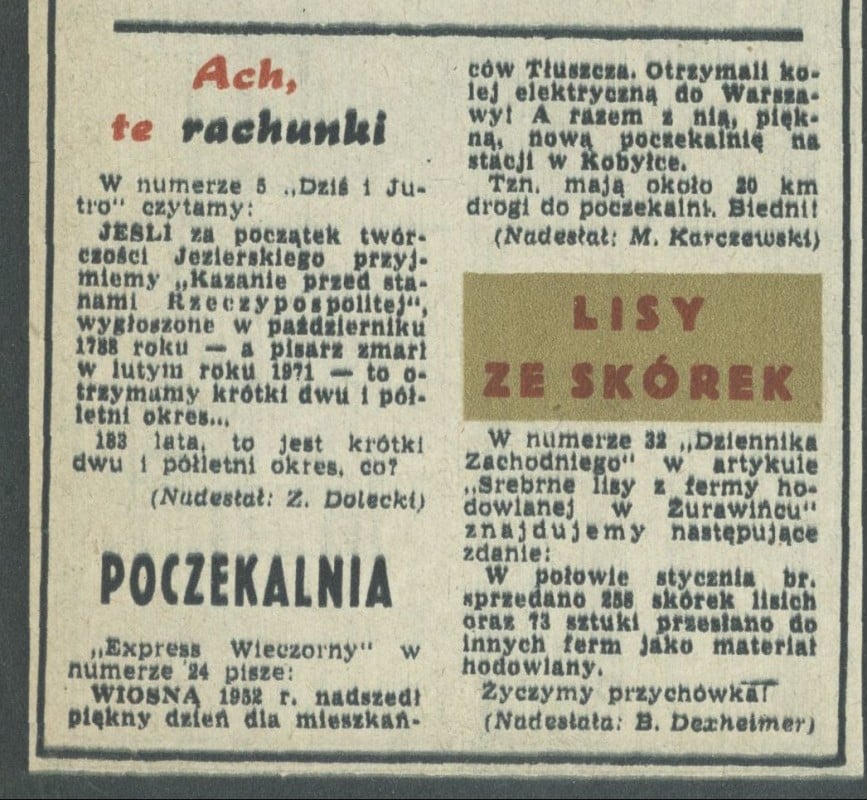 Ach,
te rachunki
W numerze 5 „Dziś i Ju-
tro" czytamy:
JEŚLI za początek twór-
czości Jezierskiego przyj-
miemy „Kazanie przed sta-
nami Rzeczypospolitej",
wygłoszone w październiku
1788 roku — a pisarz zmarł
w lutym roku 1971 — to o-
trzymamy krótki dwu i pół-
letni okres...
183 lata, to jest krótki
dwu i półletni okres, co?
(Nadesłał: Z. Dolecki)
POCZEKALNIA
„Express Wieczorny" w
numerze 24 pisze:
WIOSNĄ 1952 r. nadszedł
piękny dzień dla mieszkań-
ców Tłuszcza. Otrzymali ko-
lej elektryczną do Warsza-
wy! A razem z nią, pięk-
ną, nową poczekalnię na
stacji w Kobyłce.
Tzn. mają około 20 km
drogi do poczekalni. Biedni!
(Nadesłał: M. Karczewski)
LISY
ZE SKÓREK
W numerze 32 „Dziennika
Zachodniego" w artykule
„Srebrne lisy z fermy ho-
dowlanej w Żurawińcu"
znajdujemy następujące
zdanie:
W połowie stycznia br.
sprzedano 258 skórek lisich
oraz 73 sztuki przesłano do
innych ferm jako materiał
hodowlany.
Życzymy przychówka!
(Nadesłała: B. Dexheimer)